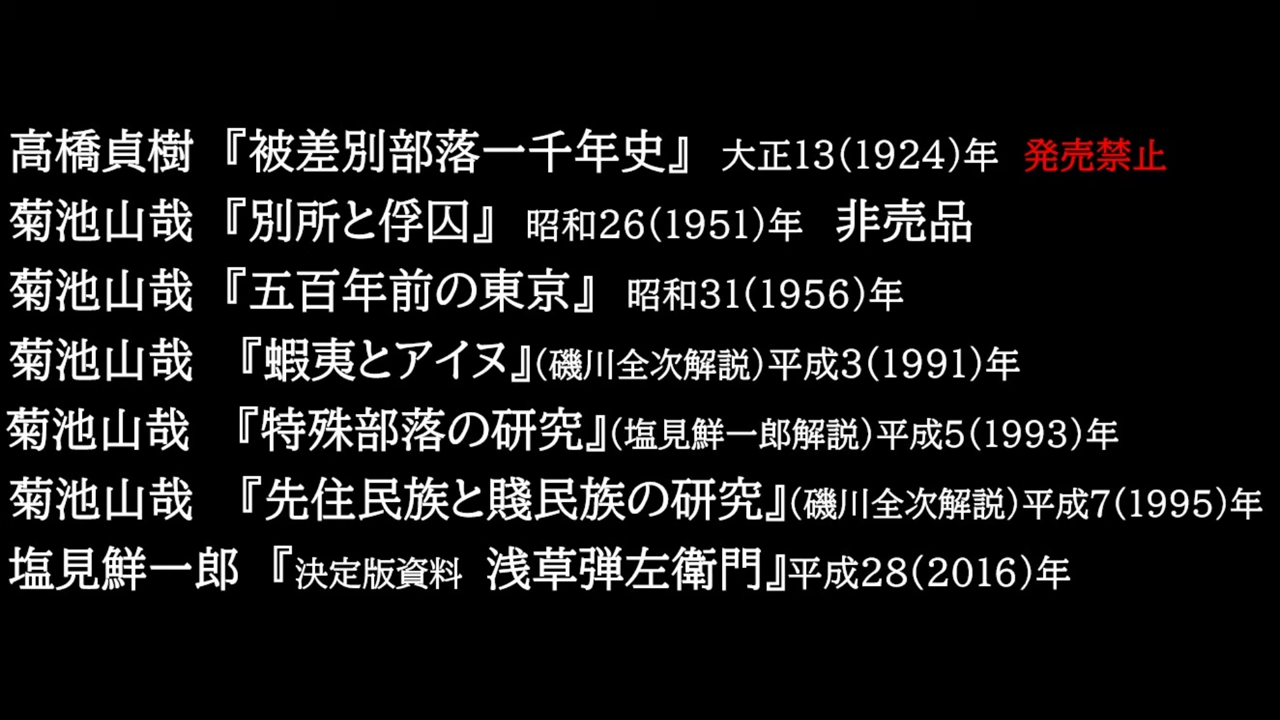 高橋貞樹 『被差別部落一千年史』 大正13(1924)年 発売禁止
菊池山哉 『別所と俘囚』 昭和26(1951)年 非売品
菊池山哉 『五百年前の東京』 昭和31(1956)年
菊池山哉 『蝦夷とアイヌ』(磯川全次解説)平成3(1991)年
菊池山哉 『特殊部落の研究』(塩見鮮一郎解説)平成5(1993)年
菊池山哉 『先住民族と賤民族の研究』(磯川全次解説)平成7(1995)年
塩見鮮一郎 『決定版資料 浅草弾左衛門』平成28(2016)年